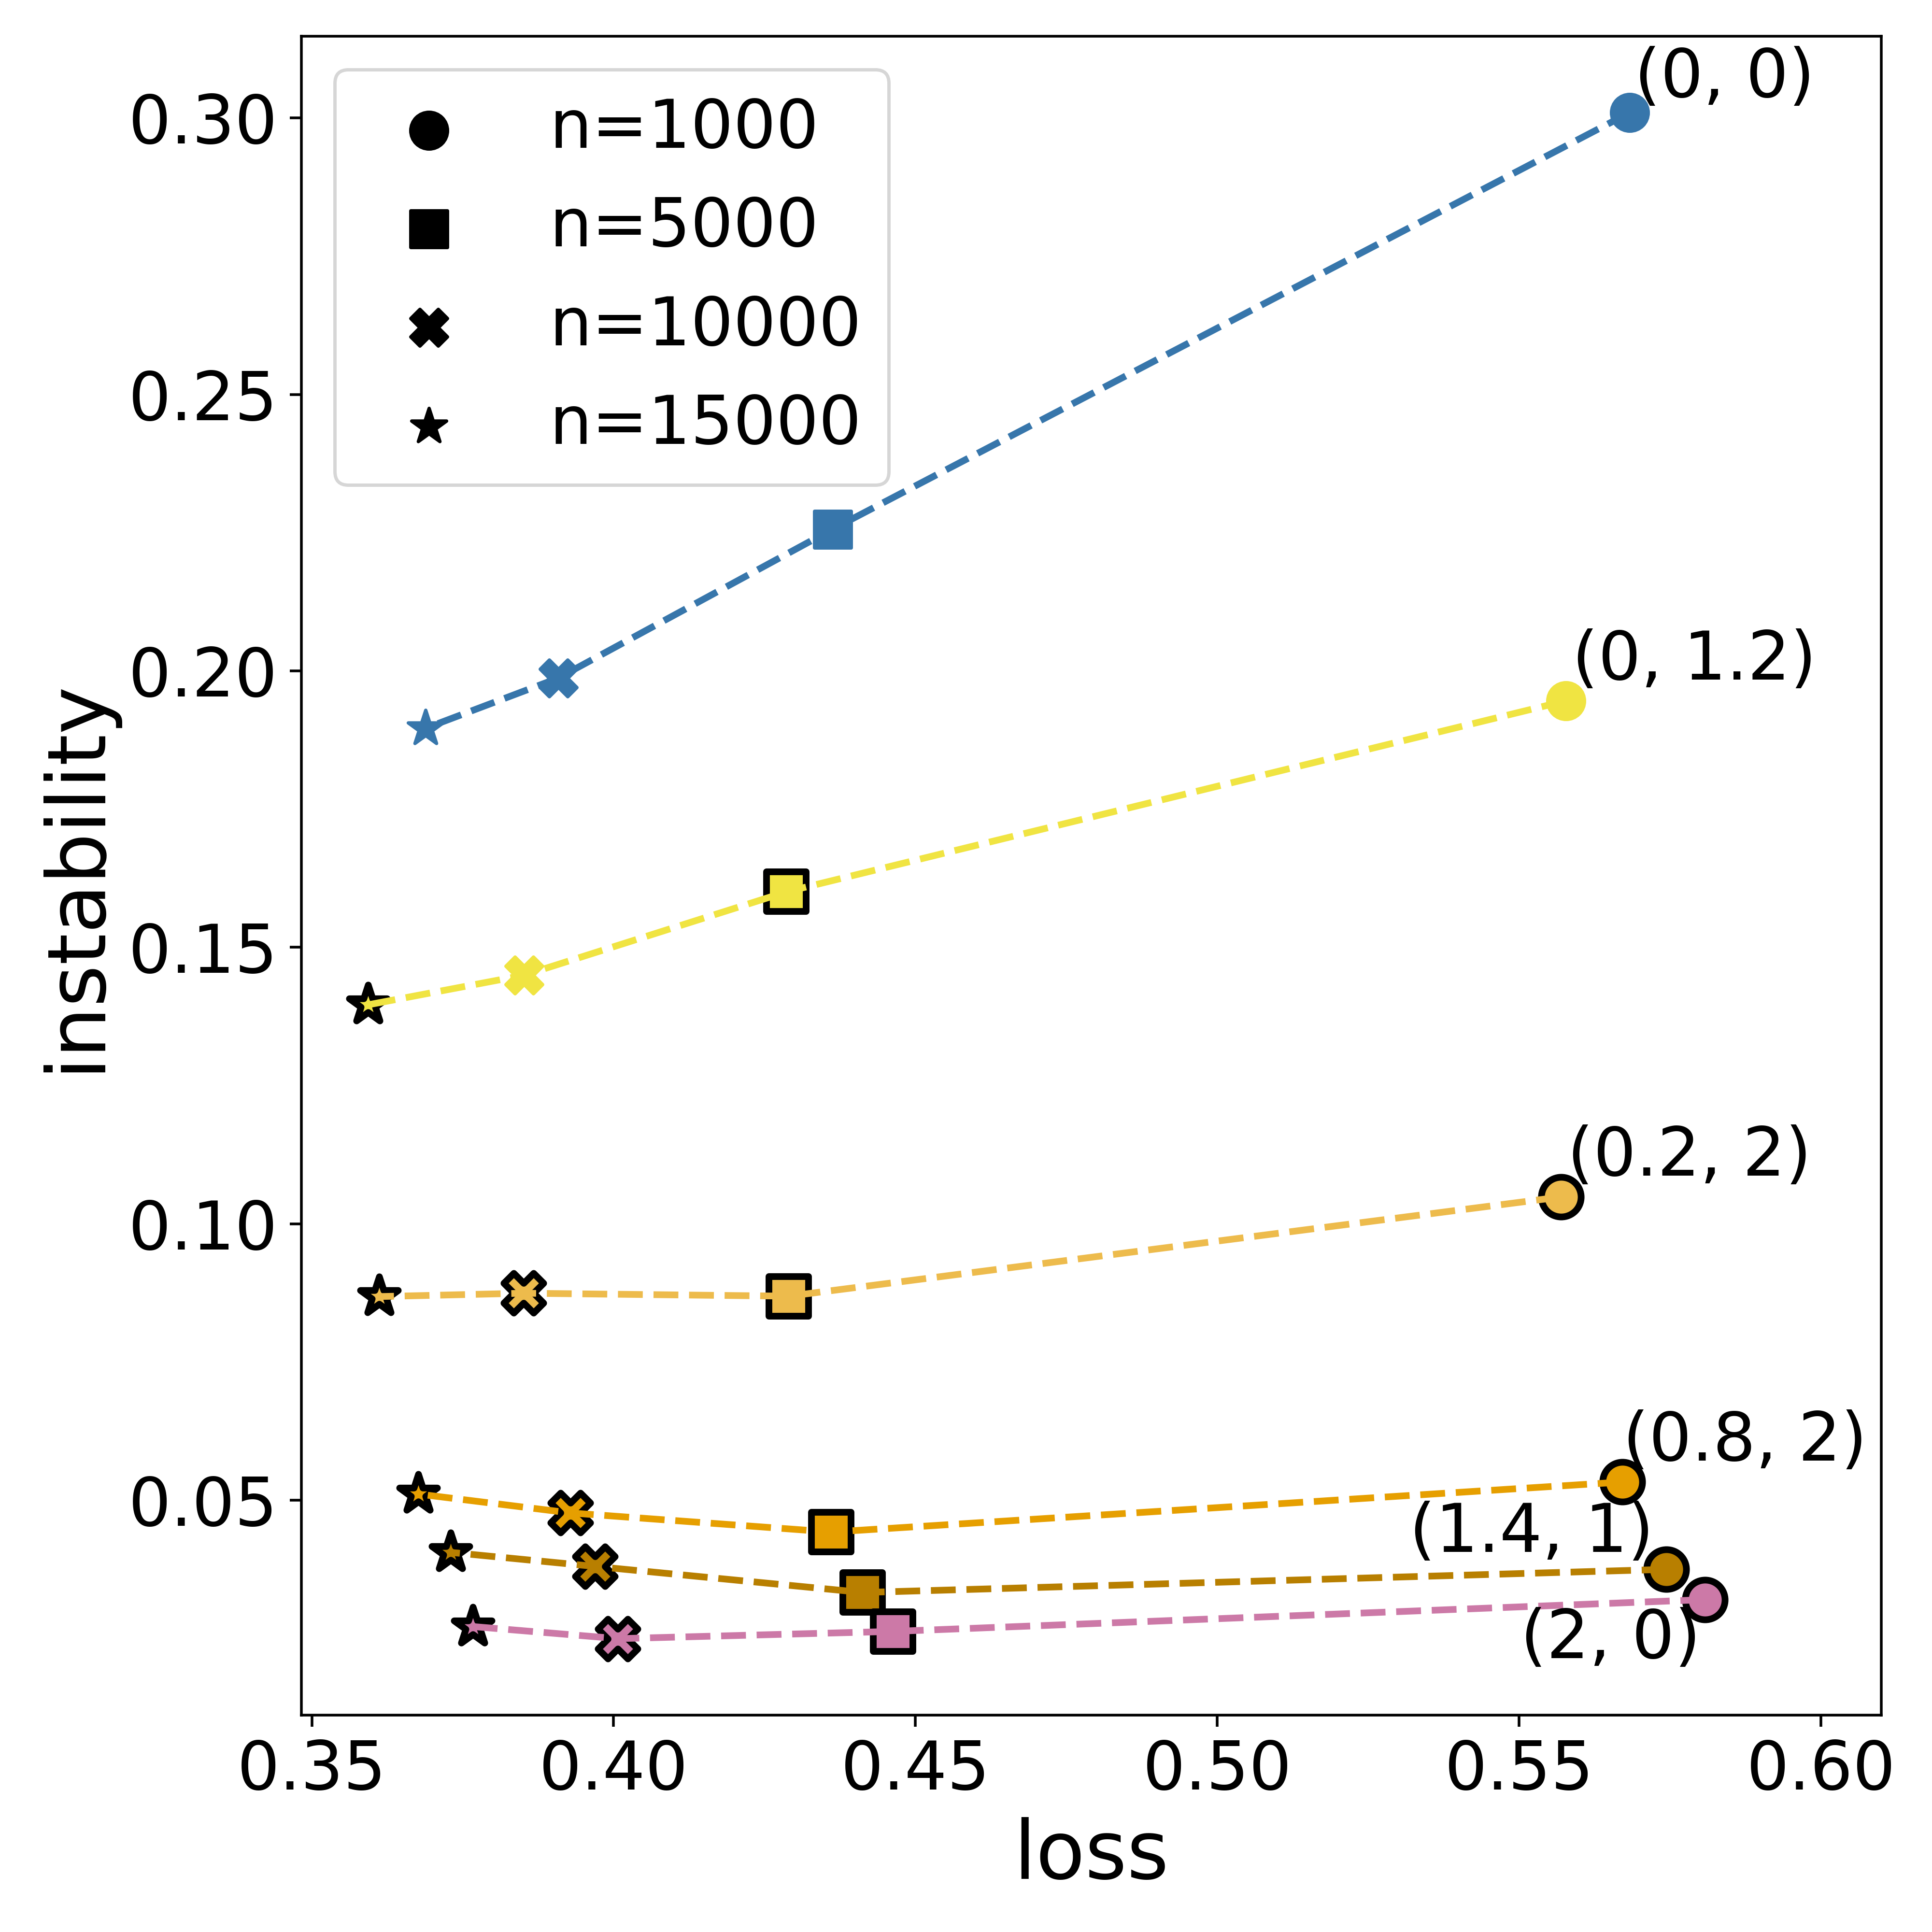 n=1000
n=5000
n=10000
n=15000
(0, 0)
(0, 1.2)
(0.2, 2)
(0.8, 2)
(1.4, 1)
(2, 0)
0.30
0.25
0.20
0.15
0.10
0.05
instability
0.35 0.40 0.45 0.50 0.55 0.60
loss